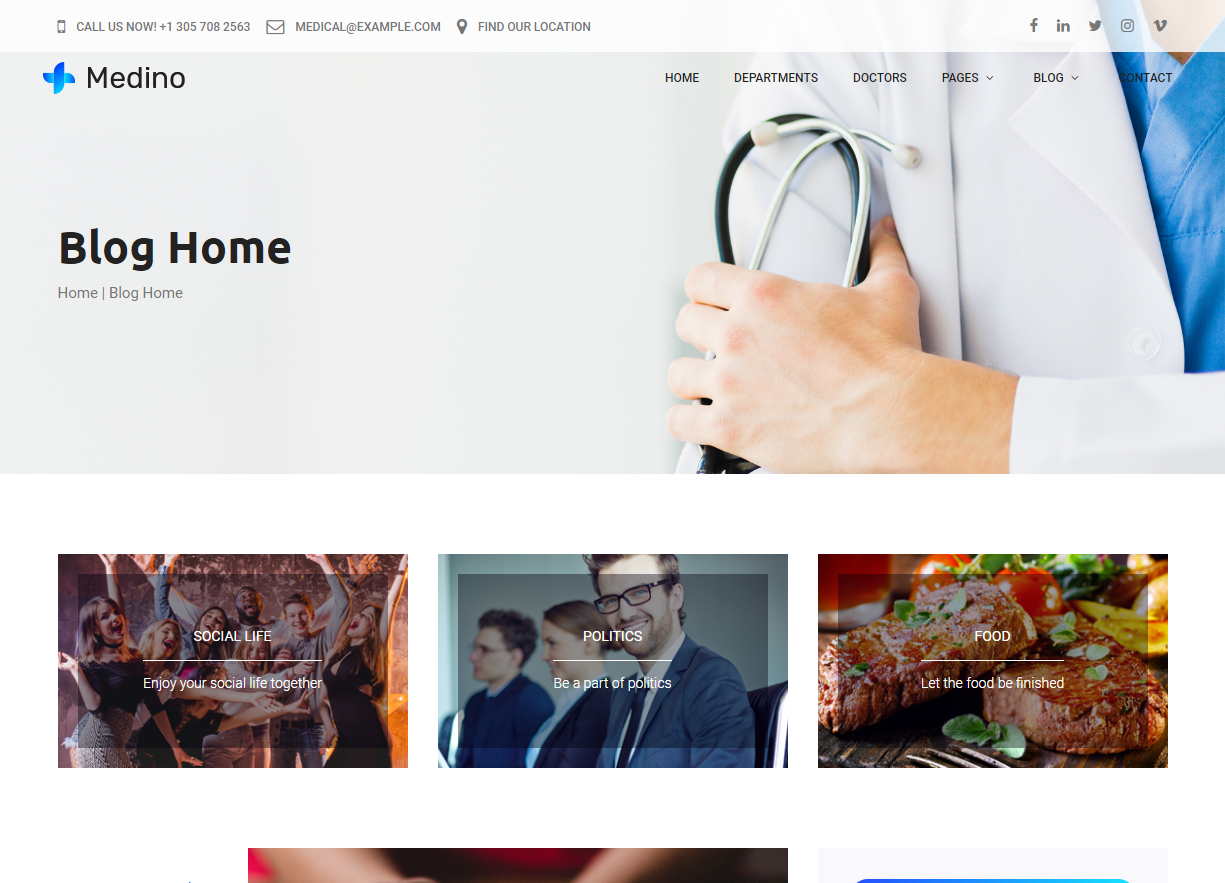 CALL US NOW! +1 305 708 2563 MEDICAL@EXAMPLE.COM FIND OUR LOCATION
Medino HOME DEPARTMENTS DOCTORS PAGES BLOG CONTACT
Blog Home
Home | Blog Home
SOCIAL LIFE
Enjoy your social life together
POLITICS
Be a part of politics
FOOD
Let the food be finished